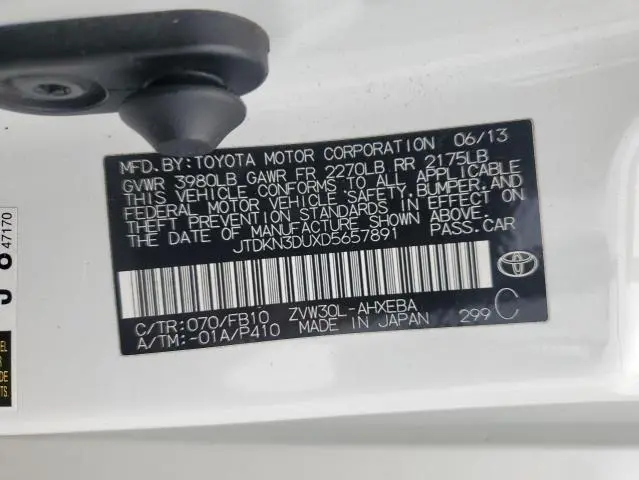 MFD. BY: TOYOTA MOTOR CORPORATION 06/13
GVWR 3980LB GAWR FR 2270LB RR 2175LB
THIS VEHICLE CONFORMS TO ALL APPLICABLE
FEDERAL MOTOR VEHICLE SAFETY, BUMPER, AND
THEFT PREVENTION STANDARDS IN EFFECT ON
THE DATE OF MANUFACTURE SHOWN ABOVE.
JTDKN3DUXD5657891 PASS. CAR
C/TR: 070/FB10 ZVW30L-AHXEBA
A/TM: -01A/P410 MADE IN JAPAN 299 C
47170